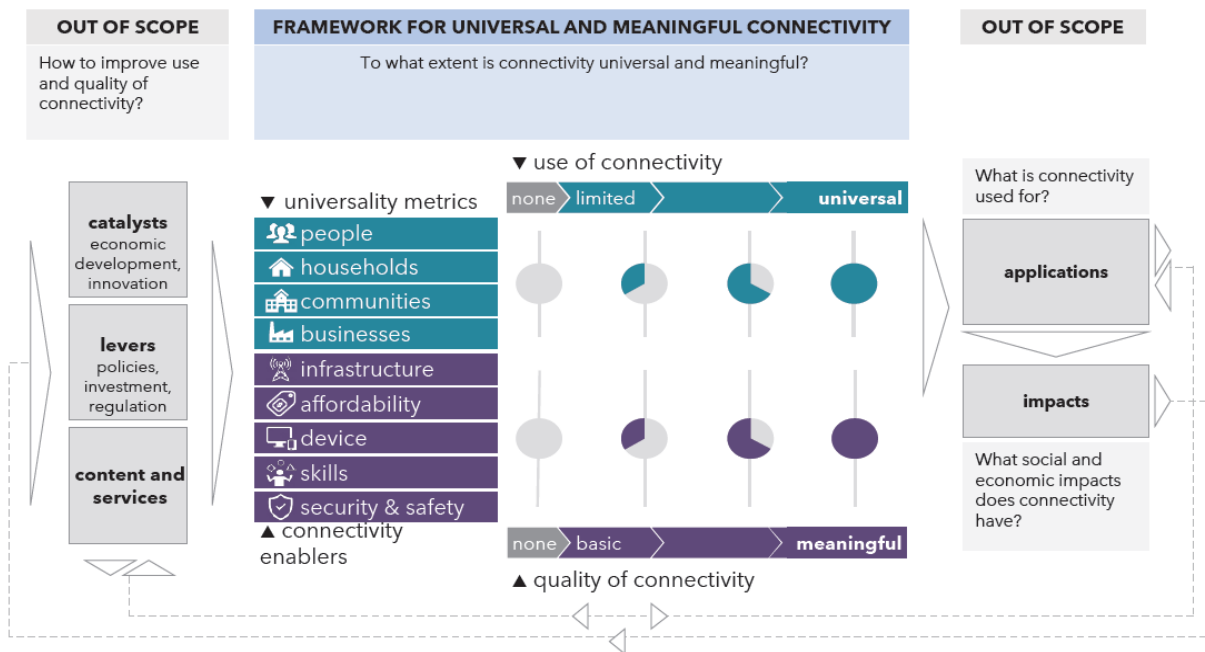 OUT OF SCOPE
How to improve use
and quality of
connectivity?
FRAMEWORK FOR UNIVERSAL AND MEANINGFUL CONNECTIVITY
To what extent is connectivity universal and meaningful?
OUT OF SCOPE
catalysts
economic
development,
innovation
levers
policies,
investment,
regulation
content and
services
▼ universality metrics
people
households
communities
businesses
infrastructure
affordability
device
skills
security & safety
▲ connectivity
enablers
▼ use of connectivity
none limited universal
none basic meaningful
▲ quality of connectivity
What is connectivity
used for?
applications
impacts
What social and
economic impacts
does connectivity
have?